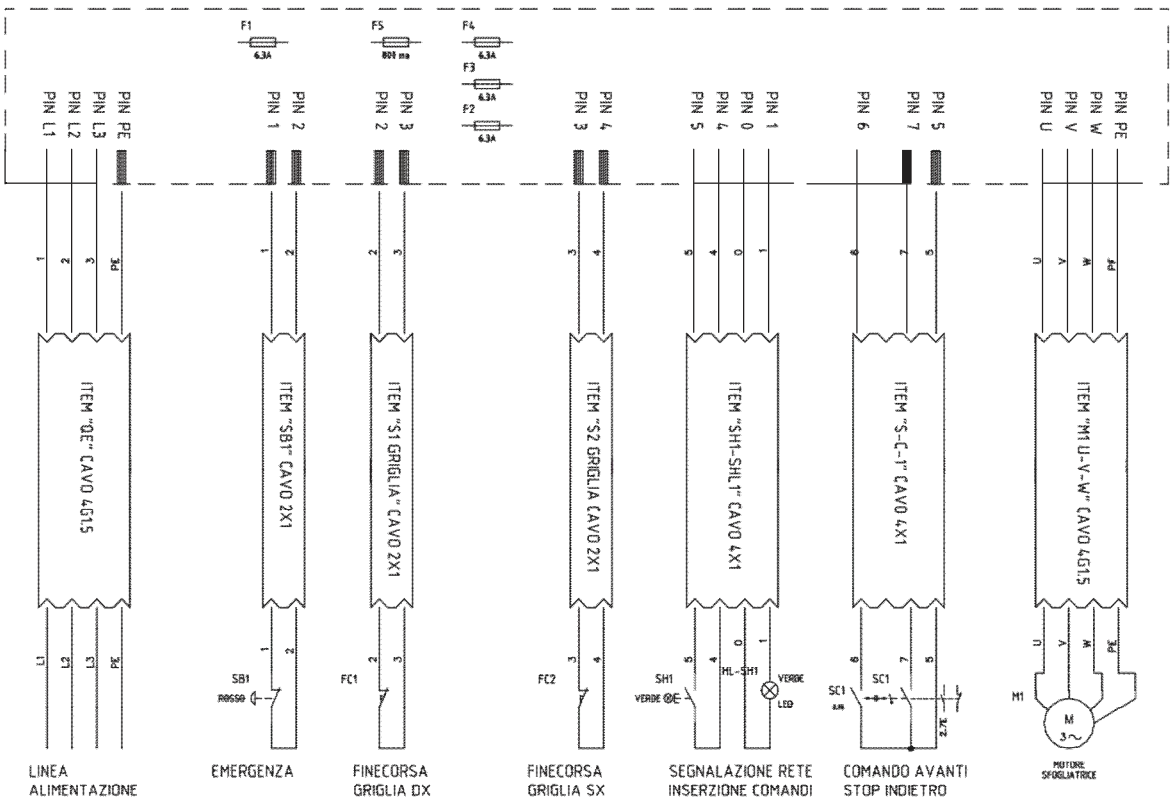 F1
6.3A
F5
800 ma
F4
6.3A
F3
6.3A
F2
6.3A
PIN L1
PIN L2
PIN L3
PIN PE
PIN 1
PIN 2
PIN 2
PIN 3
PIN 3
PIN 4
PIN 5
PIN 4
PIN 0
PIN 1
PIN 6
PIN 7
PIN 5
PIN U
PIN V
PIN W
PIN PE
1
2
3
PE
1
2
2
3
3
4
5
4
0
1
6
7
5
U
V
W
PE
ITEM "QE" CAVO 4G1.5
ITEM "SB1" CAVO 2X1
ITEM "S1 GRIGLIA" CAVO 2X1
ITEM "S2 GRIGLIA CAVO 2X1
ITEM "SH1-SHL1" CAVO 4X1
ITEM "S-C-1" CAVO 4X1
ITEM "M1 U-V-W" CAVO 4G1.5
L1
L2
L3
PE
1
2
2
3
3
4
5
4
0
1
6
7
5
U
V
W
PE
SB1
ROSSO
FC1
FC2
SH1
VERDE
HL-SH1
VERDE
LED
SC1
SC1
M1
M
3~
LINEA
ALIMENTAZIONE
EMERGENZA
FINECORSA
GRIGLIA DX
FINECORSA
GRIGLIA SX
SEGNALAZIONE RETE
INSERZIONE COMANDI
COMANDO AVANTI
STOP INDIETRO
MOTORE
SFOGLIATRICE